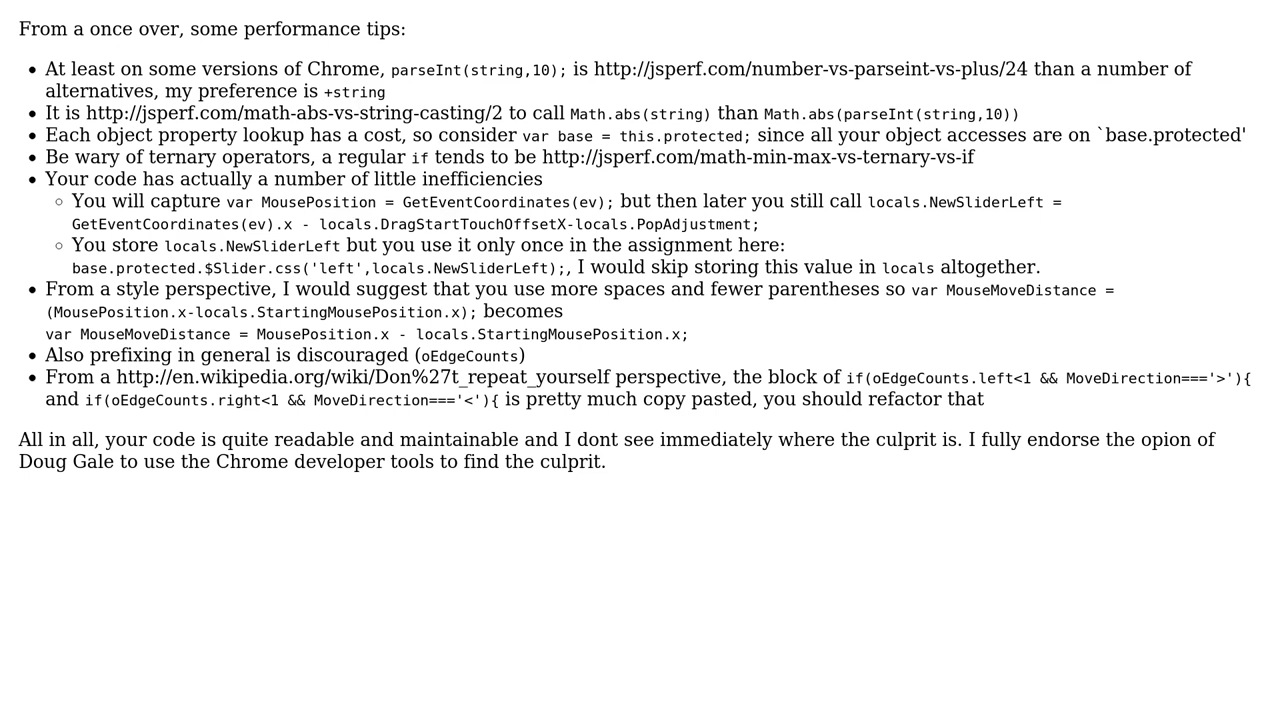 From a once over, some performance tips:
• At least on some versions of Chrome, parseInt(string,10); is http://jsperf.com/number-vs-parseint-vs-plus/24 than a number of
alternatives, my preference is +string
• It is http://jsperf.com/math-abs-vs-string-casting/2 to call Math.abs(string) than Math.abs(parseInt(string,10))
• Each object property lookup has a cost, so consider var base = this.protected; since all your object accesses are on `base.protected'
• Be wary of ternary operators, a regular if tends to be http://jsperf.com/math-min-max-vs-ternary-vs-if
• Your code has actually a number of little inefficiencies
◦ You will capture var MousePosition = GetEventCoordinates(ev); but then later you still call locals.NewSliderLeft =
GetEventCoordinates(ev).x - locals.DragStartTouchOffsetX-locals.PopAdjustment;
◦ You store locals.NewSliderLeft but you use it only once in the assignment here:
base.protected.$Slider.css('left',locals.NewSliderLeft);, I would skip storing this value in locals altogether.
• From a style perspective, I would suggest that you use more spaces and fewer parentheses so var MouseMoveDistance =
(MousePosition.x-locals.StartingMousePosition.x); becomes
var MouseMoveDistance = MousePosition.x - locals.StartingMousePosition.x;
• Also prefixing in general is discouraged (oEdgeCounts)
• From a http://en.wikipedia.org/wiki/Don%27t_repeat_yourself perspective, the block of if(oEdgeCounts.left<1 && MoveDirection==='>'){
and if(oEdgeCounts.right<1 && MoveDirection==='<'){ is pretty much copy pasted, you should refactor that
All in all, your code is quite readable and maintainable and I dont see immediately where the culprit is. I fully endorse the opion of
Doug Gale to use the Chrome developer tools to find the culprit.